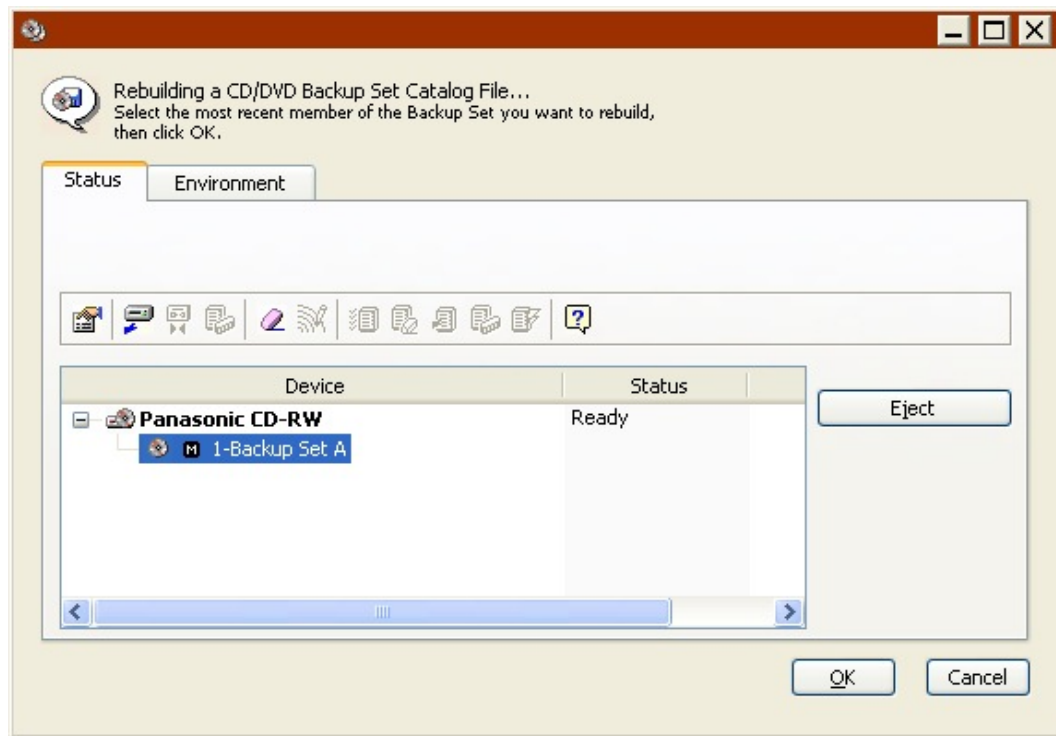 Rebuilding a CD/DVD Backup Set Catalog File...
Select the most recent member of the Backup Set you want to rebuild,
then click OK.
Status Environment
Device Status
Panasonic CD-RW Ready
Eject
M 1-Backup Set A
OK Cancel